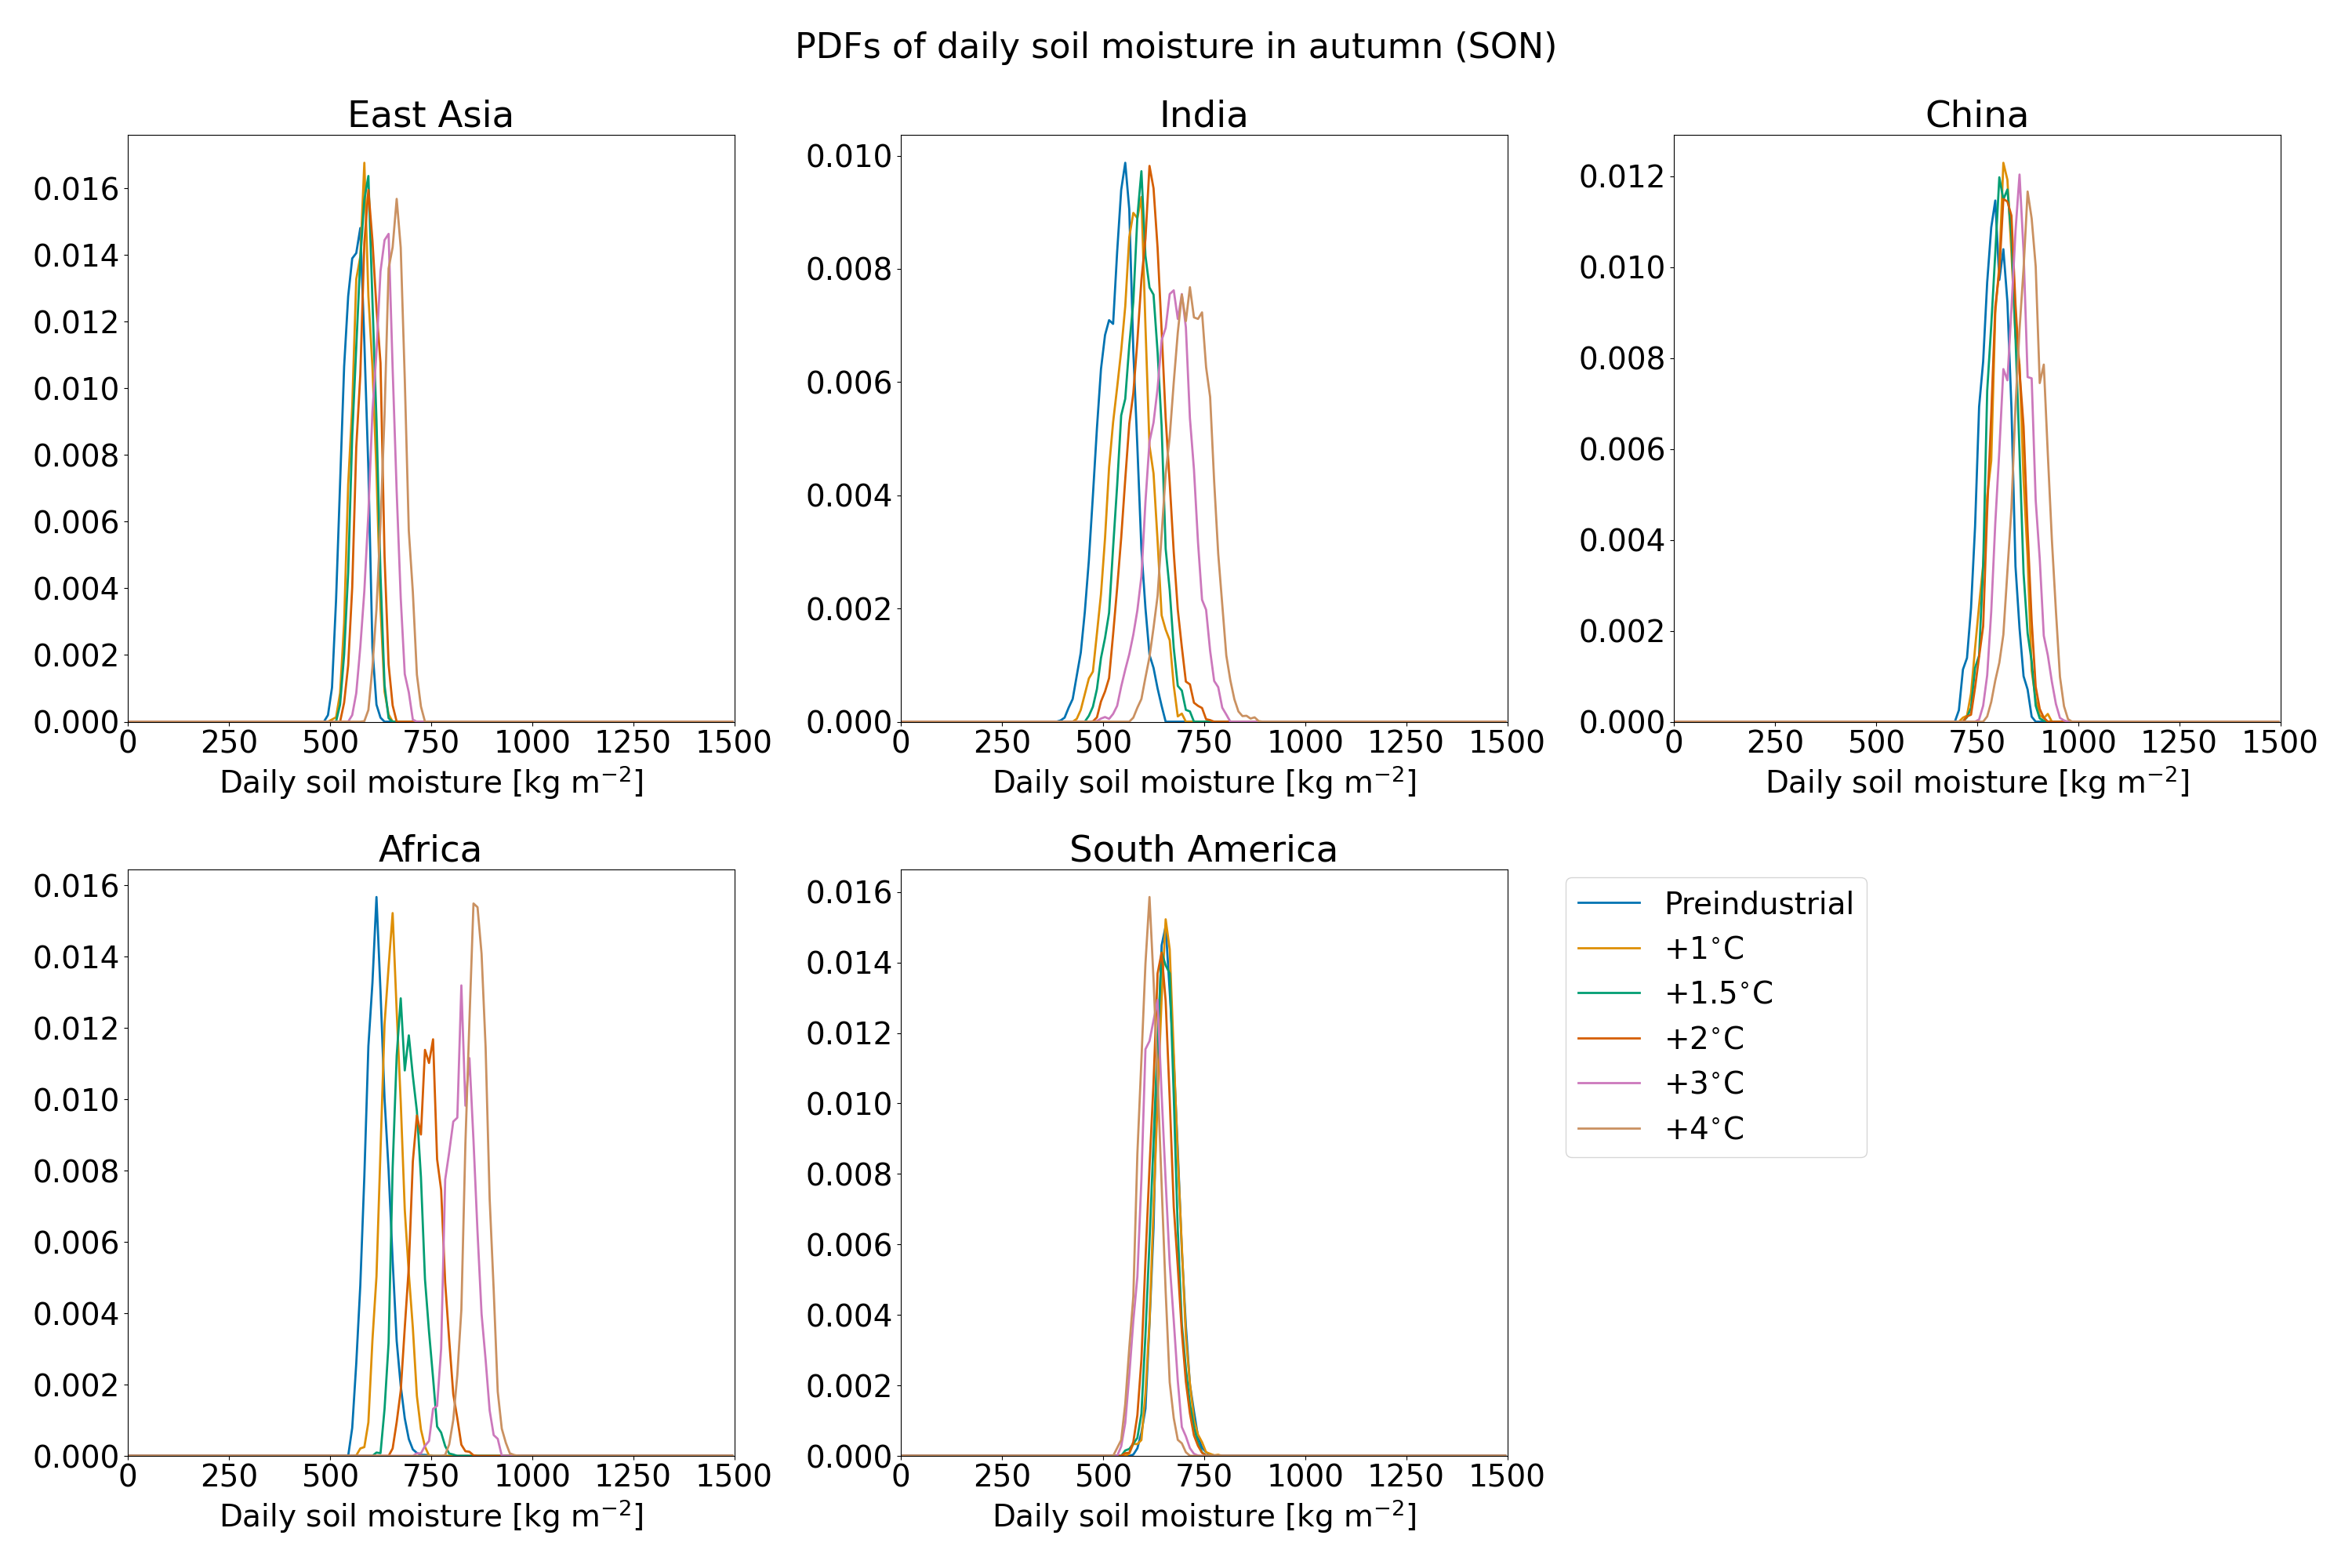 PDFs of daily soil moisture in autumn (SON)
East Asia
0.016
0.014
0.012
0.010
0.008
0.006
0.004
0.002
0.000
0 250 500 750 1000 1250 1500
Daily soil moisture [kg m⁻²]
India
0.010
0.008
0.006
0.004
0.002
0.000
0 250 500 750 1000 1250 1500
Daily soil moisture [kg m⁻²]
China
0.012
0.010
0.008
0.006
0.004
0.002
0.000
0 250 500 750 1000 1250 1500
Daily soil moisture [kg m⁻²]
Africa
0.016
0.014
0.012
0.010
0.008
0.006
0.004
0.002
0.000
0 250 500 750 1000 1250 1500
Daily soil moisture [kg m⁻²]
South America
0.016
0.014
0.012
0.010
0.008
0.006
0.004
0.002
0.000
0 250 500 750 1000 1250 1500
Daily soil moisture [kg m⁻²]
Preindustrial
+1°C
+1.5°C
+2°C
+3°C
+4°C